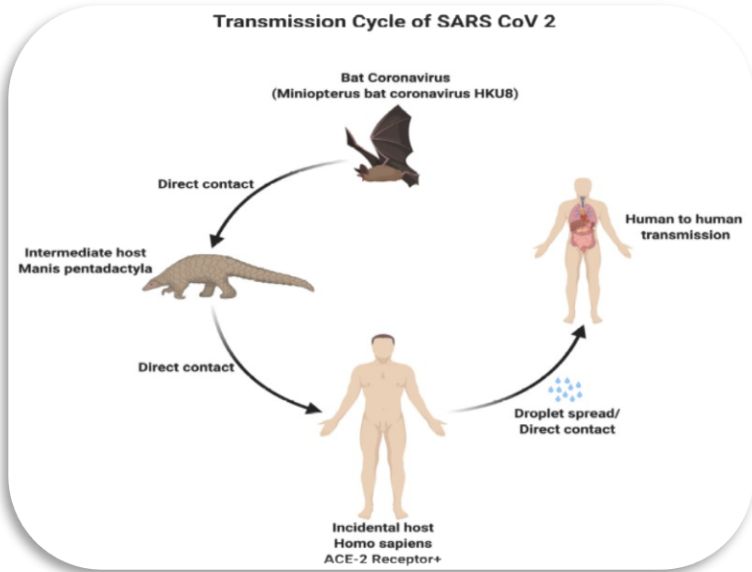 Transmission Cycle of SARS CoV 2
Bat Coronavirus
(Miniopterus bat coronavirus HKU8)
Direct contact
Intermediate host
Manis pentadactyla
Human to human
transmission
Direct contact
Droplet spread/
Direct contact
Incidental host
Homo sapiens
ACE-2 Receptor+